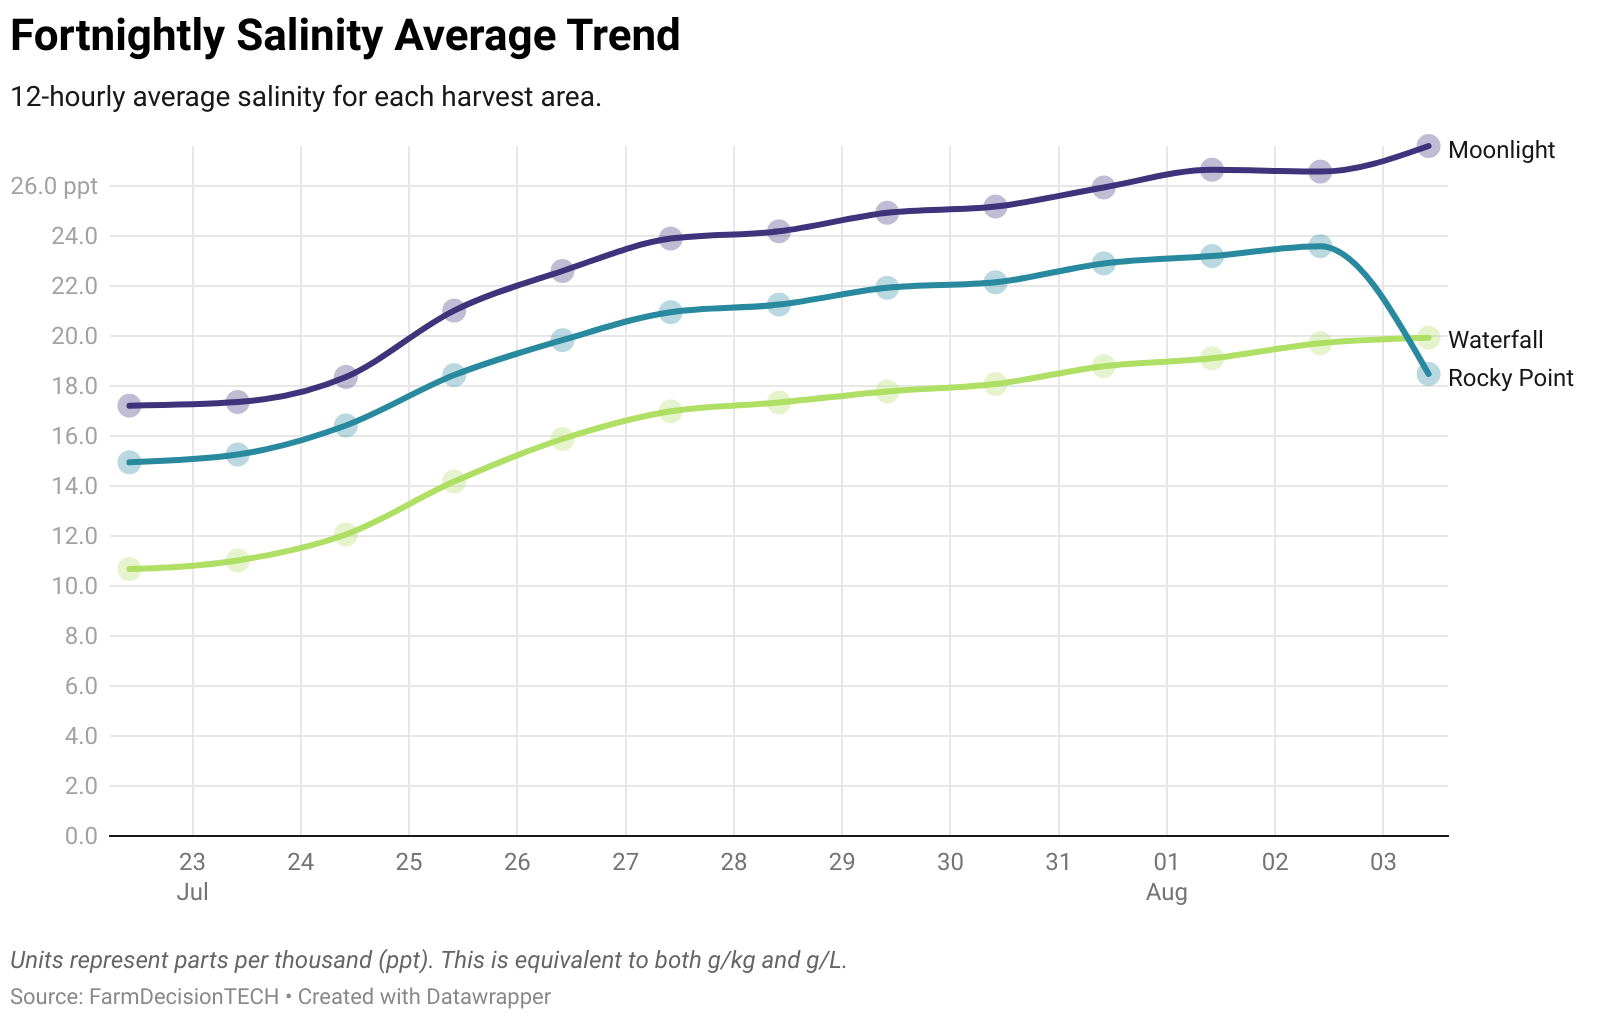 Fortnightly Salinity Average Trend
12-hourly average salinity for each harvest area.
Moonlight
26.0 ppt
24.0
22.0
20.0
Waterfall
18.0
Rocky Point
16.0
14.0
12.0
10.0
8.0
6.0
4.0
2.0
0.0
23 24 25 26 27 28 29 30 31 01 02 03
Jul Aug
Units represent parts per thousand (ppt). This is equivalent to both g/kg and g/L.
Source: FarmDecisionTECH • Created with Datawrapper